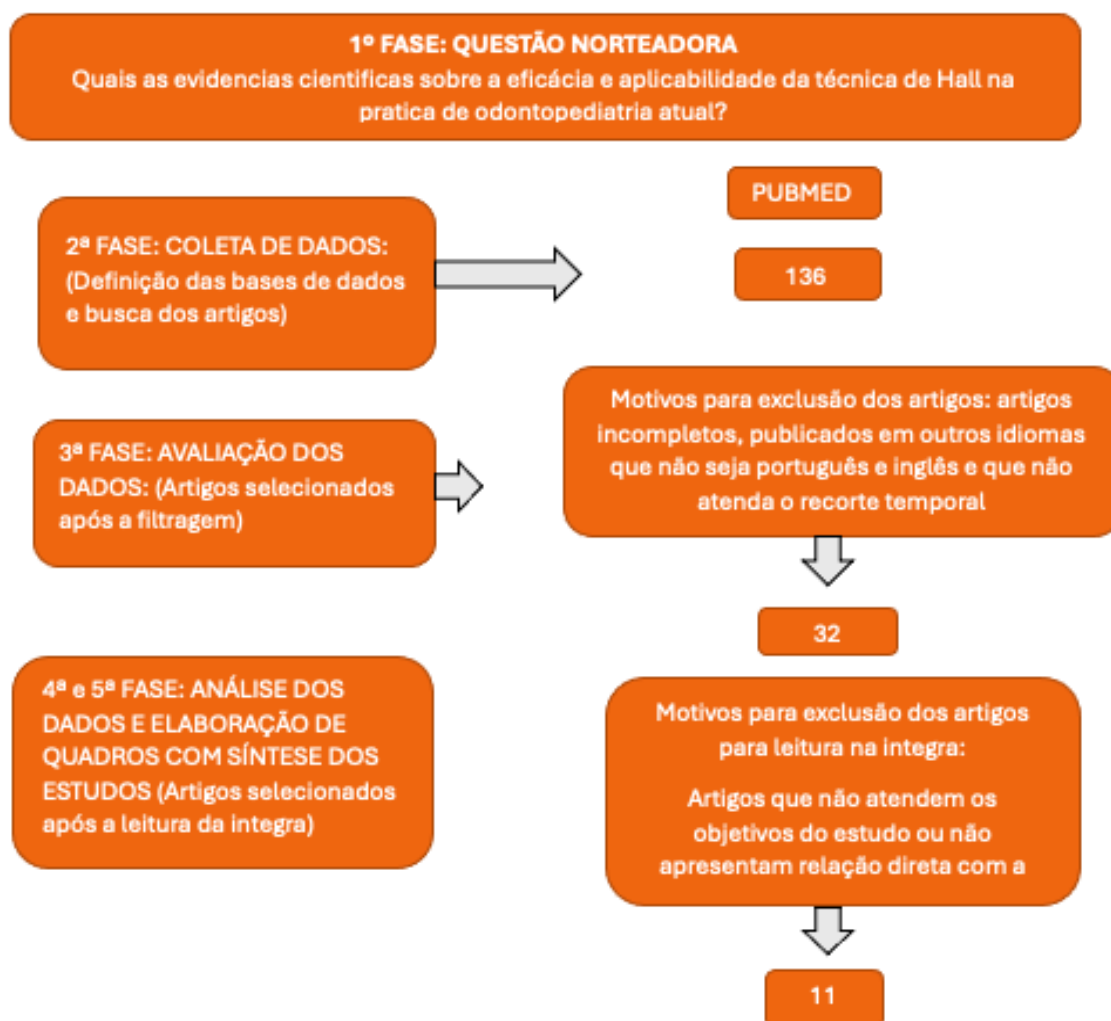 1º FASE: QUESTÃO NORTEADORA
Quais as evidencias cientificas sobre a eficácia e aplicabilidade da técnica de Hall na
pratica de odontopediatria atual?
PUBMED
2ª FASE: COLETA DE DADOS:
(Definição das bases de dados
e busca dos artigos)
136
Motivos para exclusão dos artigos: artigos
incompletos, publicados em outros idiomas
que não seja português e inglês e que não
atenda o recorte temporal
3ª FASE: AVALIAÇÃO DOS
DADOS: (Artigos selecionados
após a filtragem)
32
4ª e 5ª FASE: ANÁLISE DOS
DADOS E ELABORAÇÃO DE
QUADROS COM SÍNTESE DOS
ESTUDOS (Artigos selecionados
após a leitura da integra)
Motivos para exclusão dos artigos
para leitura na integra:
Artigos que não atendem os
objetivos do estudo ou não
apresentam relação direta com a
11